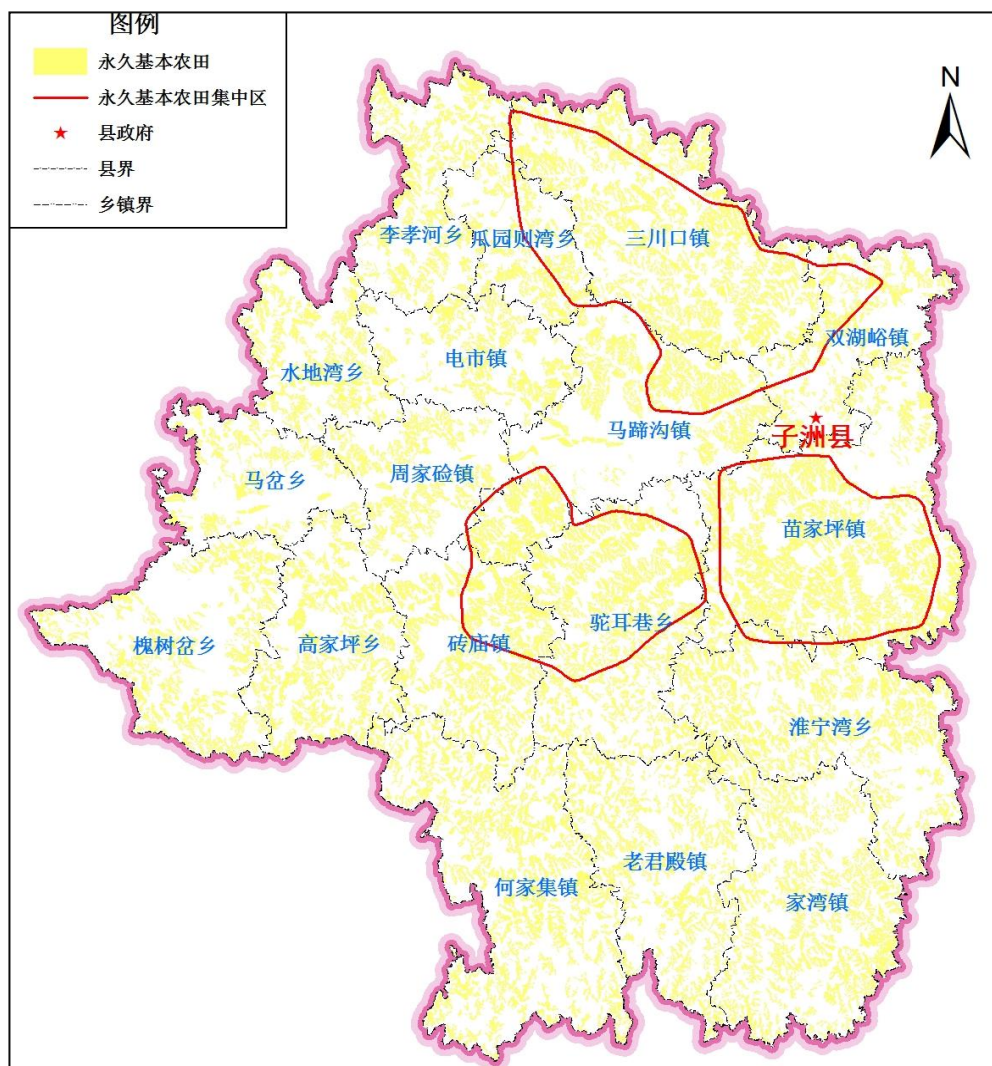 图例
永久基本农田
永久基本农田集中区
县政府
县界
乡镇界
N
李孝河乡
瓜园则湾乡
三川口镇
双湖峪镇
水地湾乡
电市镇
马蹄沟镇
子洲县
马岔乡
周家硷镇
苗家坪镇
槐树岔乡
高家坪乡
砖庙镇
驼耳巷乡
淮宁湾乡
何家集镇
老君殿镇
家湾镇